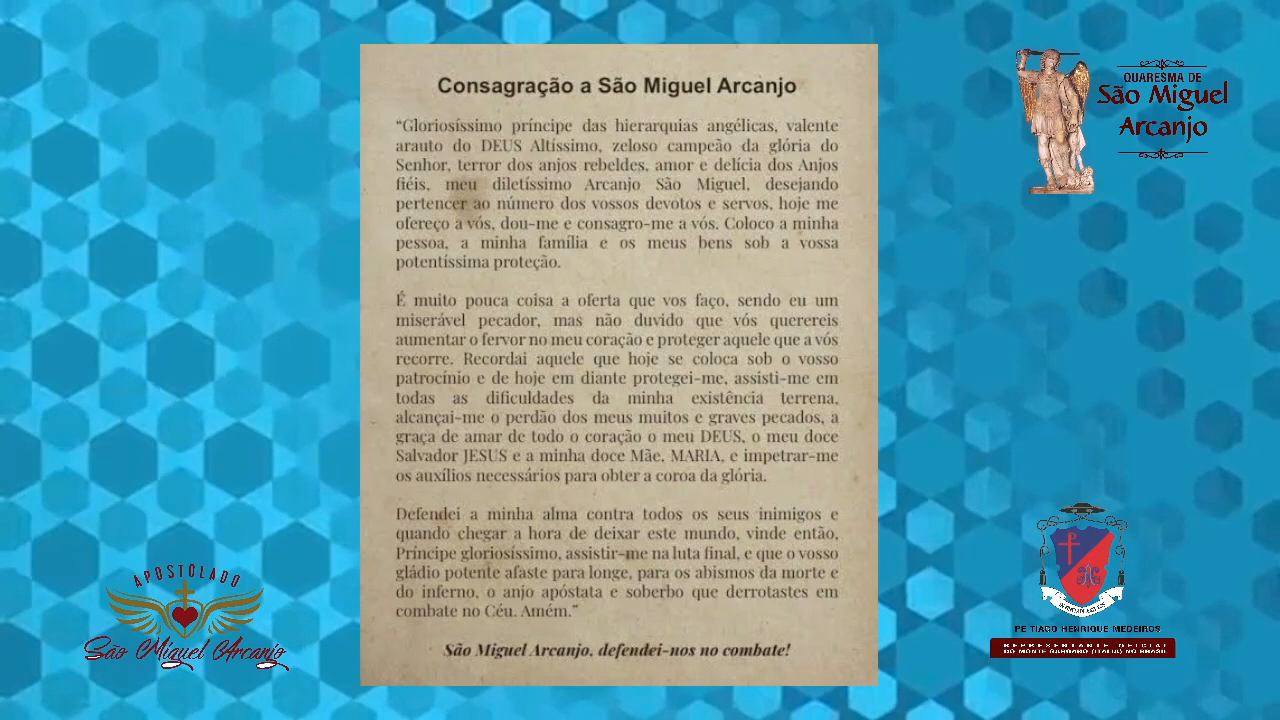 Consagração a São Miguel Arcanjo
“Gloriosíssimo príncipe das hierarquias angélicas, valente
arauto do DEUS Altíssimo, zeloso campeão da glória do
Senhor, terror dos anjos rebeldes, amor e delícia dos Anjos
fiéis, meu diletíssimo Arcanjo São Miguel, desejando
pertencer ao número dos vossos devotos e servos, hoje me
ofereço a vós, dou-me e consagro-me a vós. Coloco a minha
pessoa, a minha família e os meus bens sob a vossa
potentíssima proteção.
É muito pouca coisa a oferta que vos faço, sendo eu um
miserável pecador, mas não duvido que vós querereis
aumentar o fervor no meu coração e proteger aquele que a vós
recorre. Recordai aquele que hoje se coloca sob o vosso
patrocínio e de hoje em diante protegei-me, assisti-me em
todas as dificuldades da minha existência terrena,
alcançai-me o perdão dos meus muitos e graves pecados, a
graça de amar de todo o coração o meu DEUS, o meu doce
Salvador JESUS e a minha doce Mãe, MARIA, e impetrar-me
os auxílios necessários para obter a coroa da glória.
Defendei a minha alma contra todos os seus inimigos e
quando chegar a hora de deixar este mundo, vinde então,
Príncipe gloriosíssimo, assistir-me na luta final, e que o vosso
gládio potente afaste para longe, para os abismos da morte e
do inferno, o anjo apóstata e soberbo que derrotastes em
combate no Céu. Amém.”
São Miguel Arcanjo, defendei-nos no combate!
QUARESMA DE
São Miguel
Arcanjo
APOSTOLADO
São Miguel Arcanjo
PE TIAGO HENRIQUE MEDEIROS
REPRESENTANTE OFICIAL
DO MONTE GARGANO (ITÁLIA) NO BRASIL